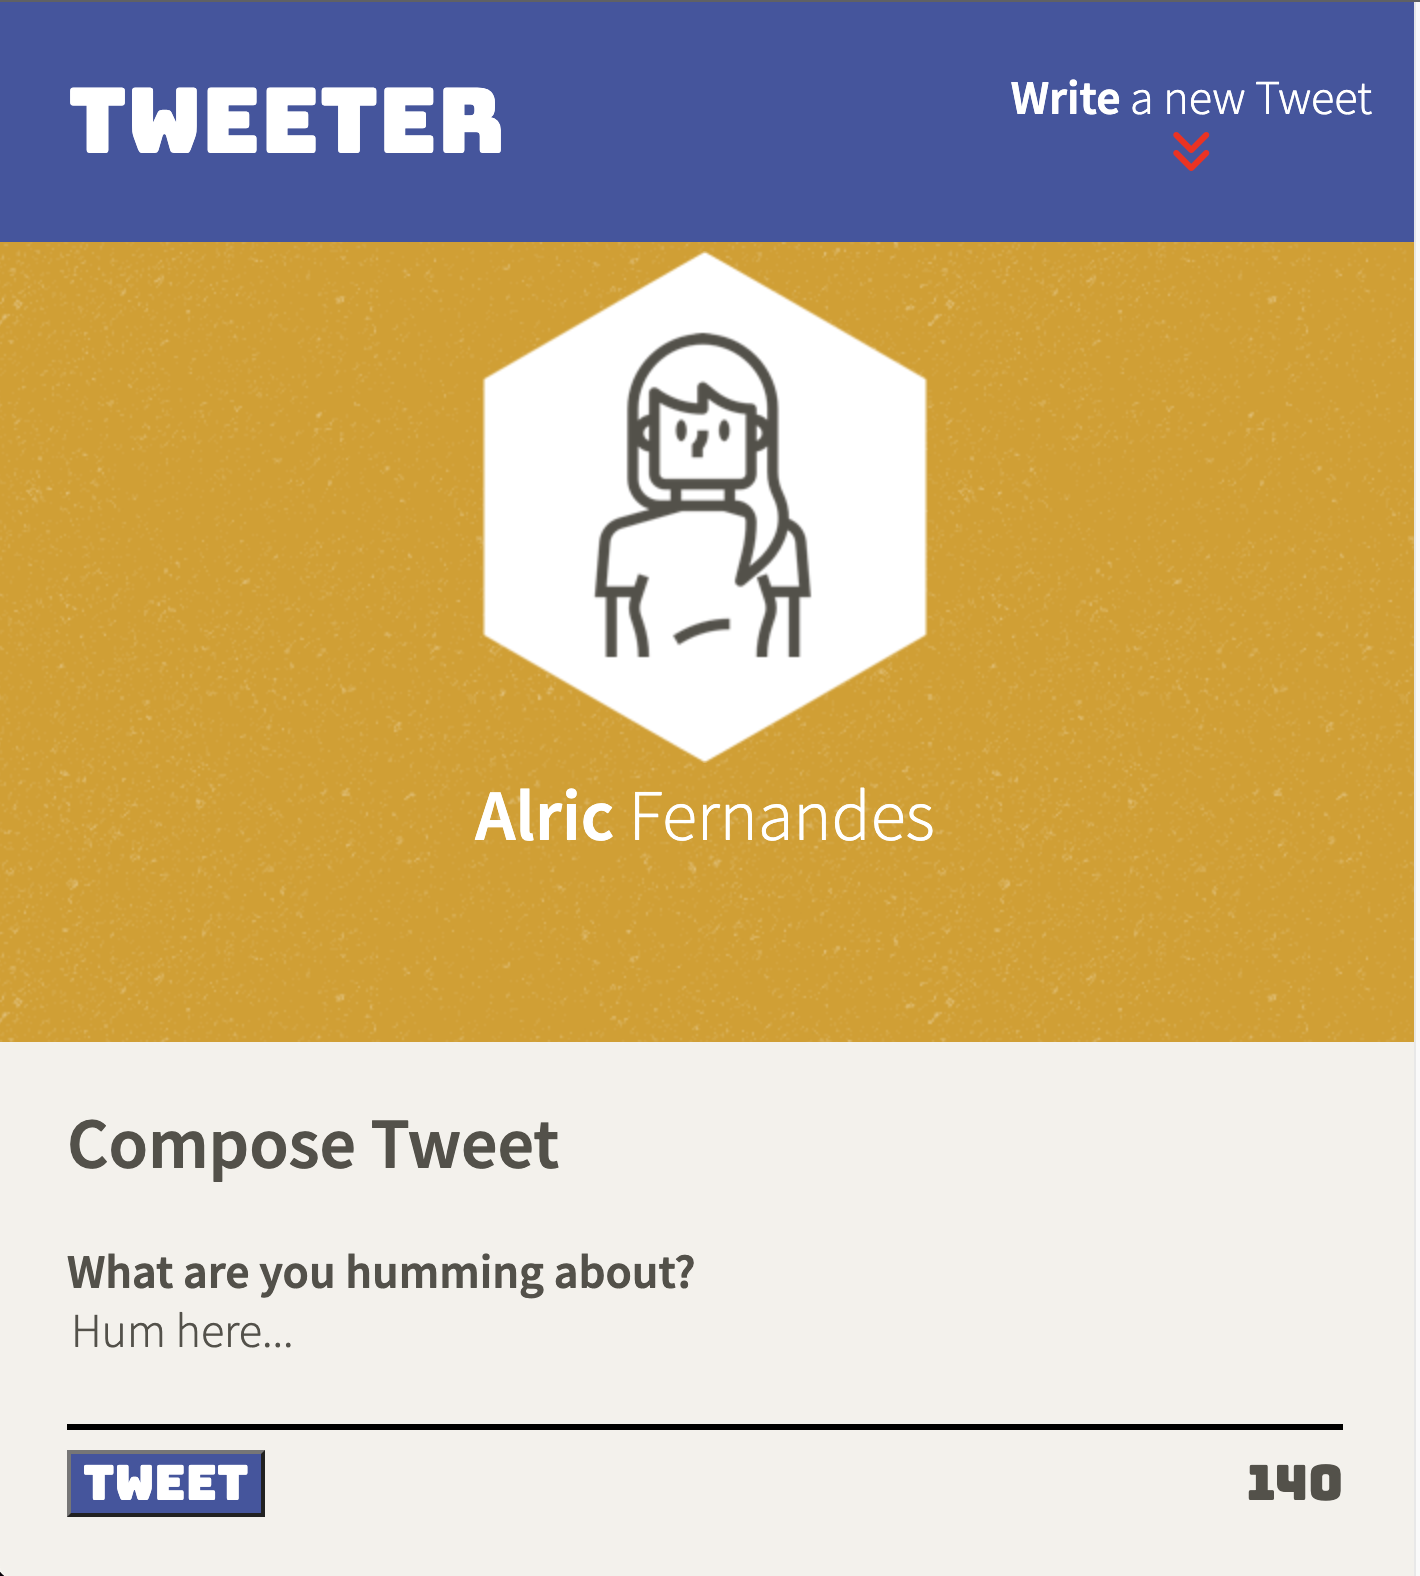 TWEETER
Write a new Tweet
Alric Fernandes
Compose Tweet
What are you humming about?
Hum here...
TWEET
140